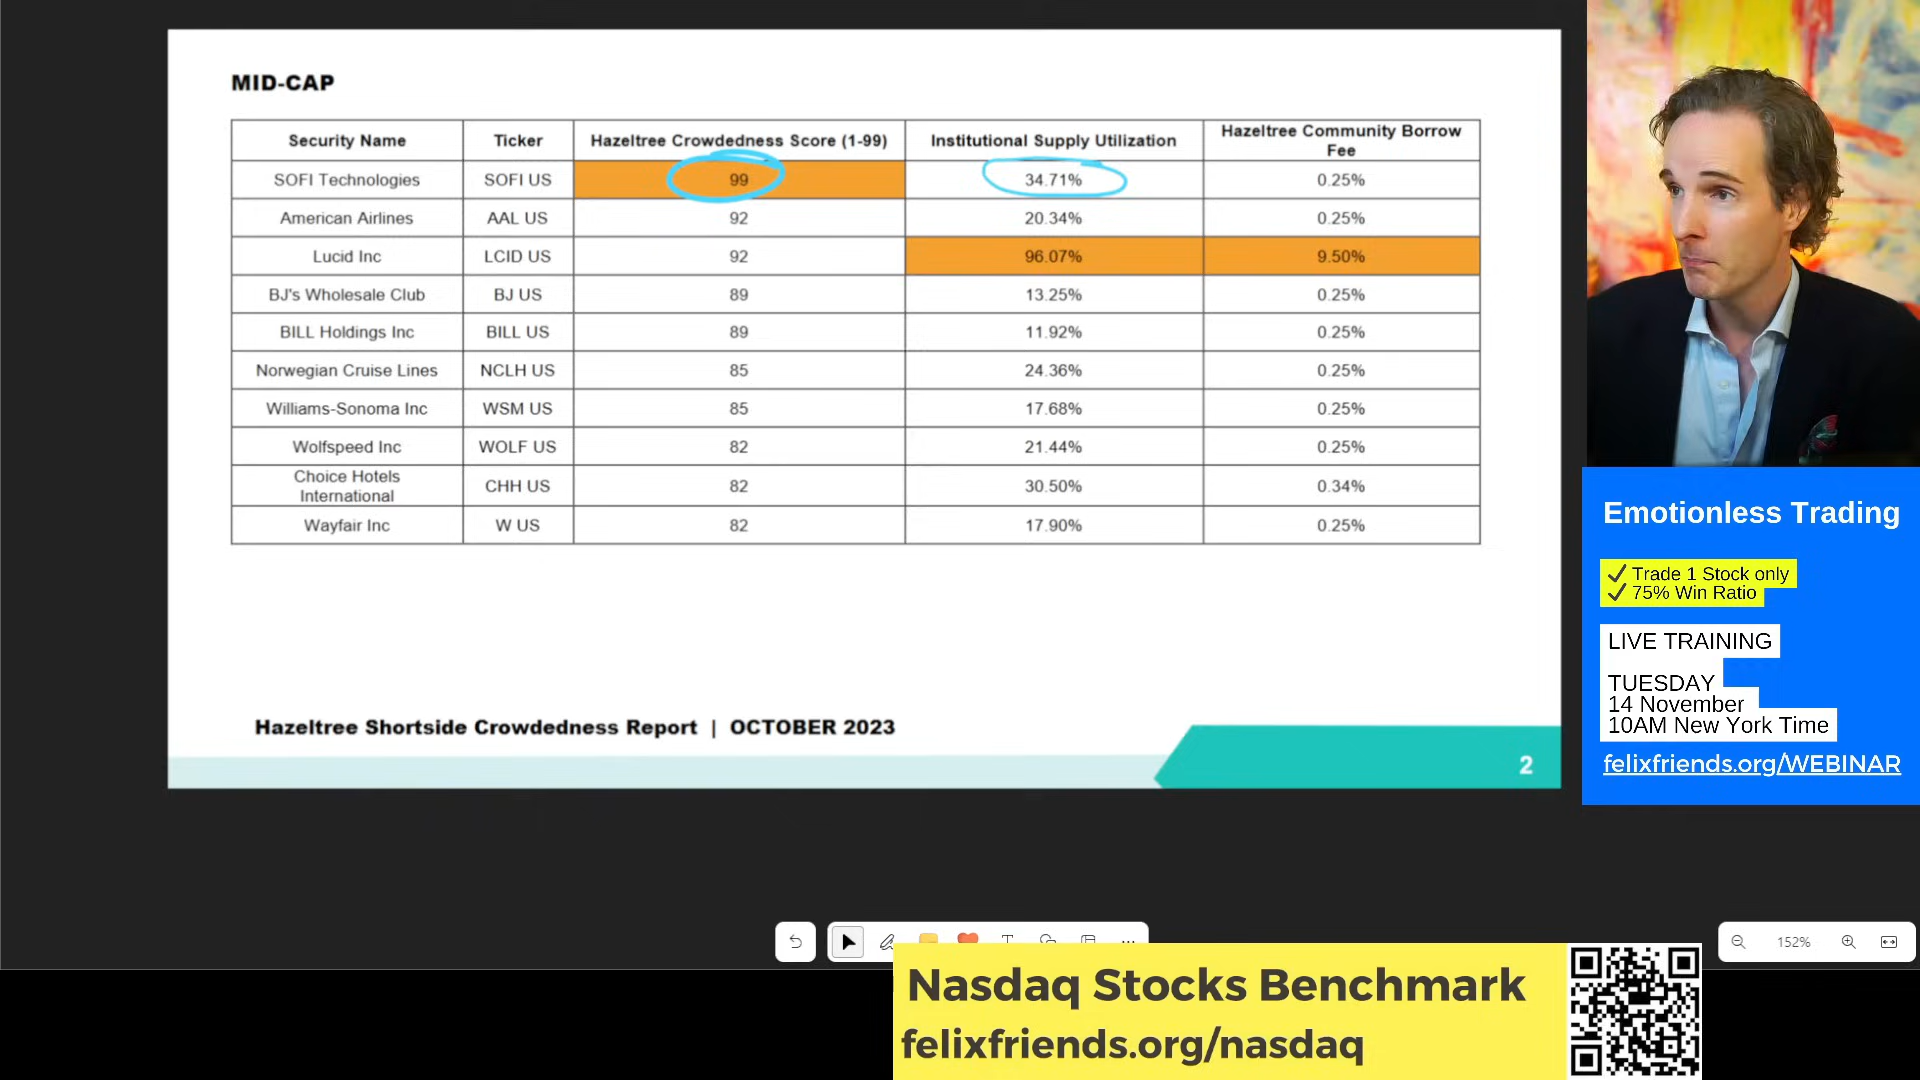 MID-CAP
Security Name Ticker Hazeltree Crowdedness Score (1-99) Institutional Supply Utilization Hazeltree Community Borrow Fee
SOFI Technologies SOFI US 99 34.71% 0.25%
American Airlines AAL US 92 20.34% 0.25%
Lucid Inc LCID US 92 96.07% 9.50%
BJ's Wholesale Club BJ US 89 13.25% 0.25%
BILL Holdings Inc BILL US 89 11.92% 0.25%
Norwegian Cruise Lines NCLH US 85 24.36% 0.25%
Williams-Sonoma Inc WSM US 85 17.68% 0.25%
Wolfspeed Inc WOLF US 82 21.44% 0.25%
Choice Hotels International CHH US 82 30.50% 0.34%
Wayfair Inc W US 82 17.90% 0.25%
Hazeltree Shortside Crowdedness Report | OCTOBER 2023
2
Emotionless Trading
✓ Trade 1 Stock only
✓ 75% Win Ratio
LIVE TRAINING
TUESDAY
14 November
10AM New York Time
felixfriends.org/WEBINAR
152%
Nasdaq Stocks Benchmark
felixfriends.org/nasdaq